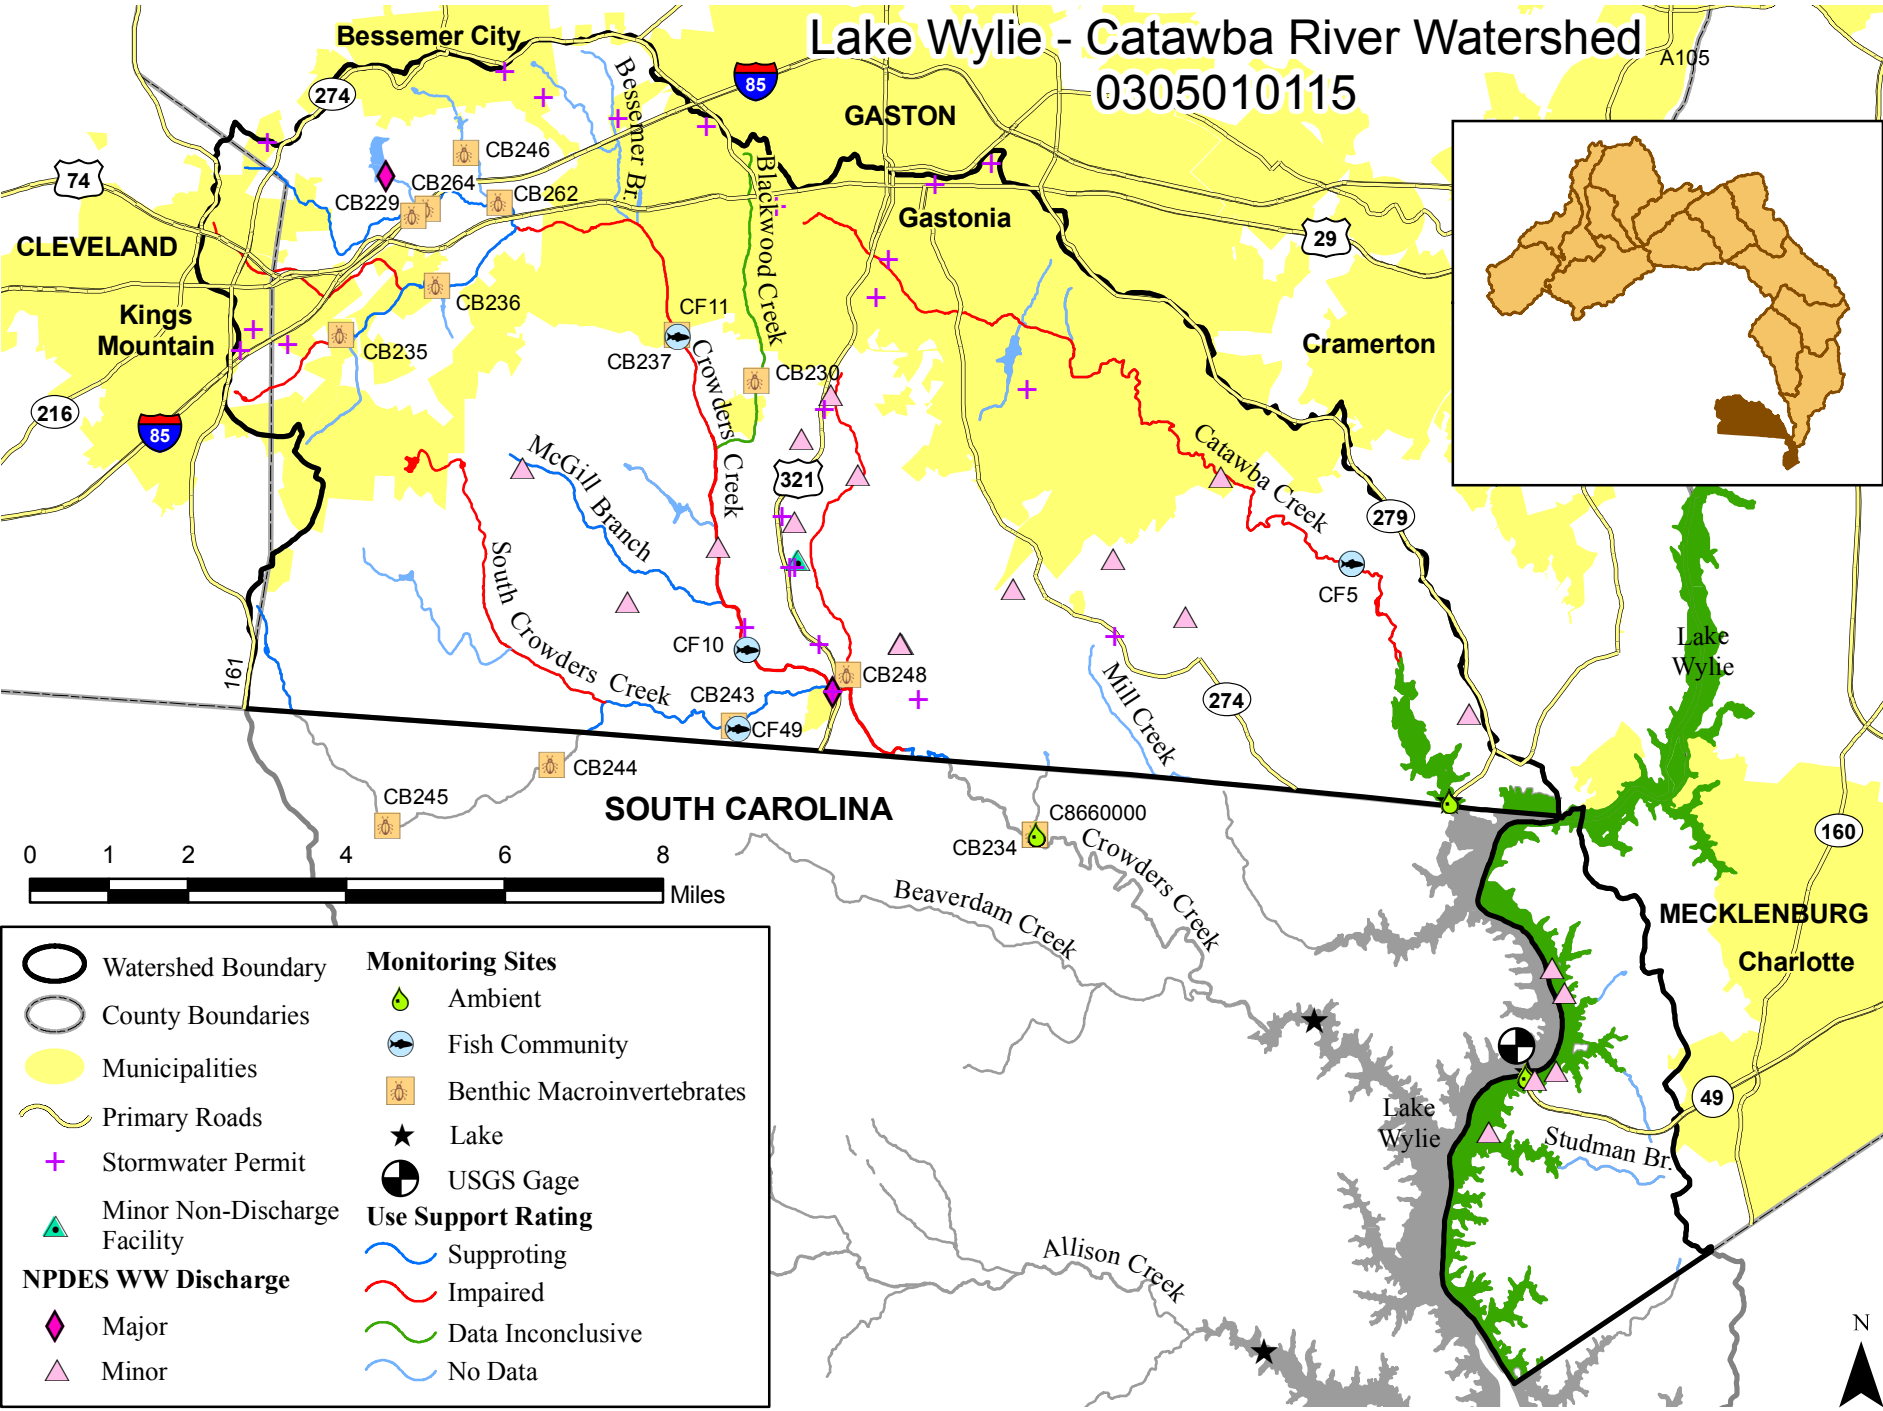 Lake Wylie - Catawba River Watershed
0305010115
A105
Bessemer City
274
85
GASTON
Bessemer Br.
Blackwood Creek
74
CB246
CB264
CB229
CB262
Gastonia
29
CLEVELAND
Kings
Mountain
CB236
CB235
CF11
CB237
CB230
Cramerton
216
85
Crowders Creek
McGill Branch
321
Catawba Creek
279
South Crowders Creek
CF5
CF10
CB248
CB243
CF49
161
Mill Creek
274
Lake
Wylie
CB244
CB245
SOUTH CAROLINA
C8660000
CB234
Crowders Creek
Beaverdam Creek
160
MECKLENBURG
Charlotte
49
Lake
Wylie
Studman Br.
Allison Creek
0 1 2 4 6 8
Miles
Watershed Boundary
County Boundaries
Municipalities
Primary Roads
Stormwater Permit
Minor Non-Discharge
Facility
NPDES WW Discharge
Major
Minor
Monitoring Sites
Ambient
Fish Community
Benthic Macroinvertebrates
Lake
USGS Gage
Use Support Rating
Supproting
Impaired
Data Inconclusive
No Data
N